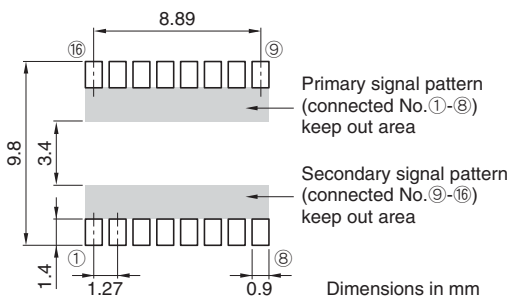 8.89
⑯
⑨
Primary signal pattern
(connected No.①-⑧)
keep out area
9.8
3.4
Secondary signal pattern
(connected No.⑨-⑯)
keep out area
①
⑧
1.4
1.27
0.9
Dimensions in mm